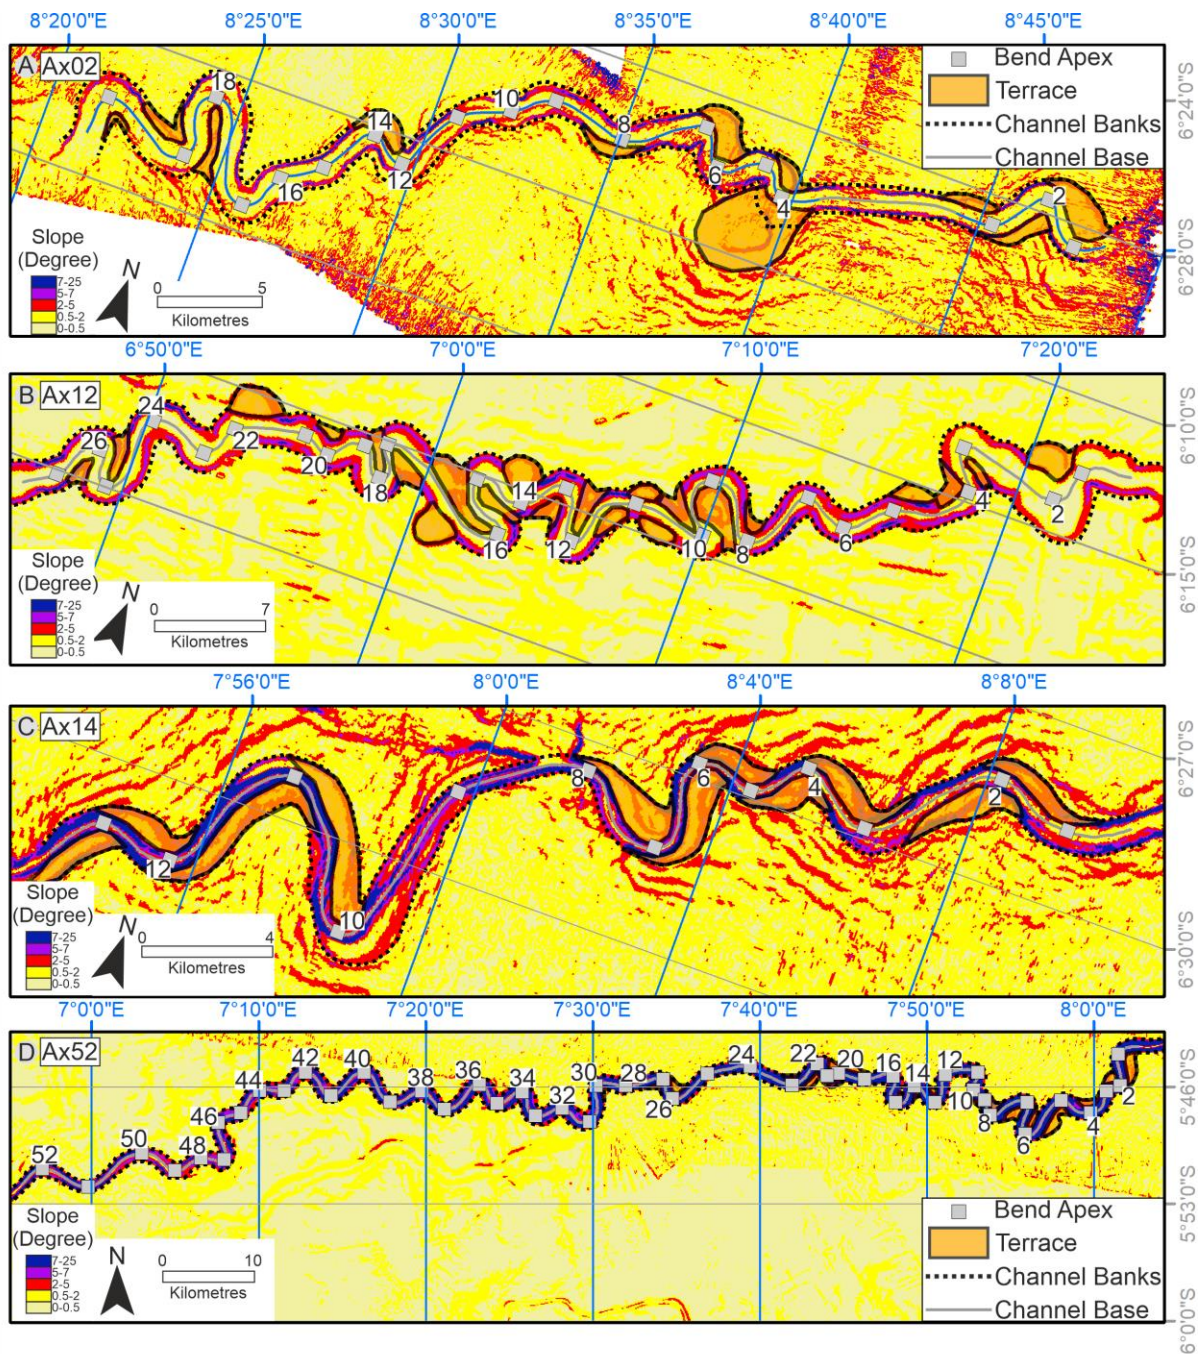 8°20'0"E 8°25'0"E 8°30'0"E 8°35'0"E 8°40'0"E 8°45'0"E
A Ax02
Bend Apex
Terrace
Channel Banks
Channel Base
18 14 10 8 16 12 6 4 2
6°24'0"S
6°28'0"S
Slope
(Degree)
7-25
5-7
2-5
0.5-2
0-0.5
N
0 5
Kilometres
6°50'0"E 7°0'0"E 7°10'0"E 7°20'0"E
B Ax12
24 26 22 20 18 14 16 12 10 8 6 4 2
6°10'0"S
6°15'0"S
Slope
(Degree)
7-25
5-7
2-5
0.5-2
0-0.5
N
0 7
Kilometres
7°56'0"E 8°0'0"E 8°4'0"E 8°8'0"E
C Ax14
12 10 8 6 4 2
6°27'0"S
6°30'0"S
Slope
(Degree)
7-25
5-7
2-5
0.5-2
0-0.5
N
0 4
Kilometres
7°0'0"E 7°10'0"E 7°20'0"E 7°30'0"E 7°40'0"E 7°50'0"E 8°0'0"E
D Ax52
52 50 48 46 44 42 40 38 36 34 32 30 28 26 24 22 20 16 14 12 10 8 6 4 2
5°46'0"S
5°53'0"S
6°0'0"S
Slope
(Degree)
7-25
5-7
2-5
0.5-2
0-0.5
N
0 10
Kilometres
Bend Apex
Terrace
Channel Banks
Channel Base